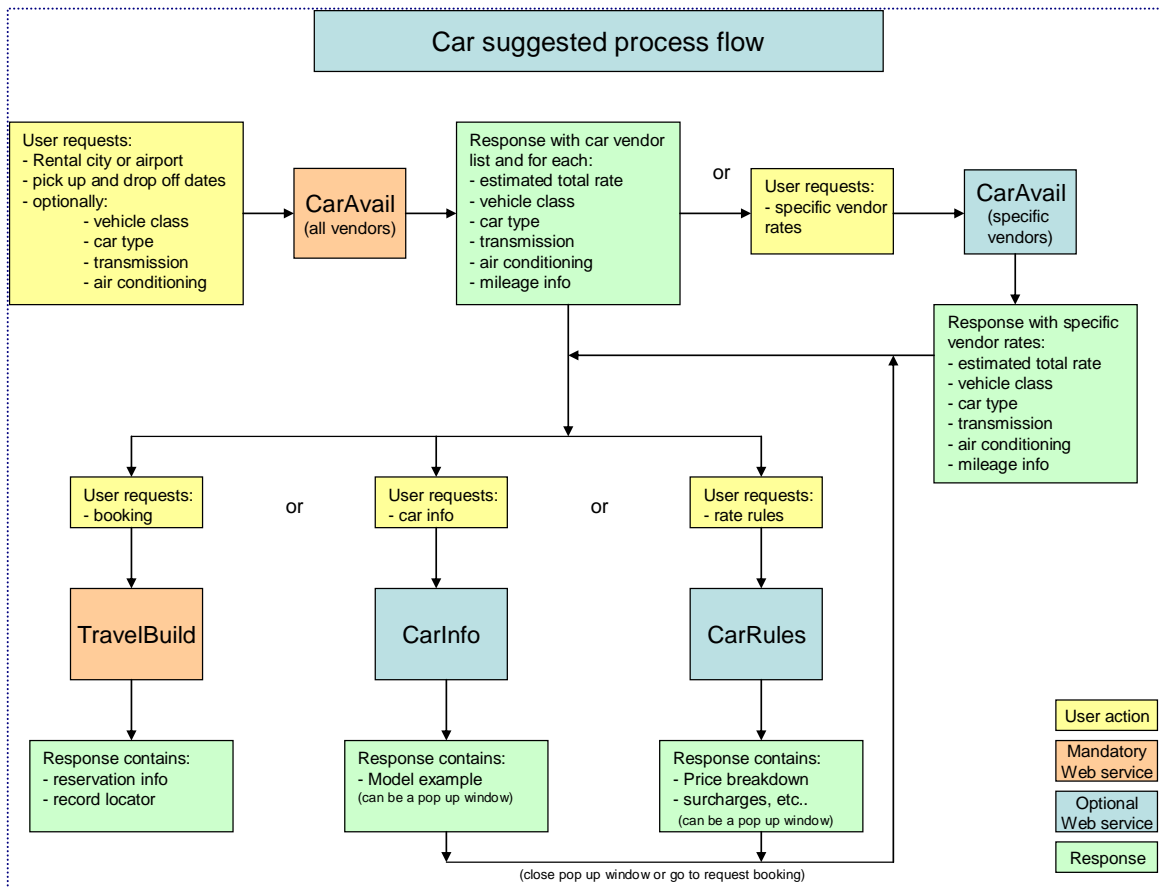 Car suggested process flow
User requests:
- Rental city or airport
- pick up and drop off dates
- optionally:
- vehicle class
- car type
- transmission
- air conditioning
CarAvail
(all vendors)
Response with car vendor
list and for each:
- estimated total rate
- vehicle class
- car type
- transmission
- air conditioning
- mileage info
or
User requests:
- specific vendor
rates
CarAvail
(specific
vendors)
Response with specific
vendor rates:
- estimated total rate
- vehicle class
- car type
- transmission
- air conditioning
- mileage info
User requests:
- booking
or
User requests:
- car info
or
User requests:
- rate rules
TravelBuild
CarInfo
CarRules
Response contains:
- reservation info
- record locator
Response contains:
- Model example
(can be a pop up window)
Response contains:
- Price breakdown
- surcharges, etc..
(can be a pop up window)
(close pop up window or go to request booking)
User action
Mandatory
Web service
Optional
Web service
Response